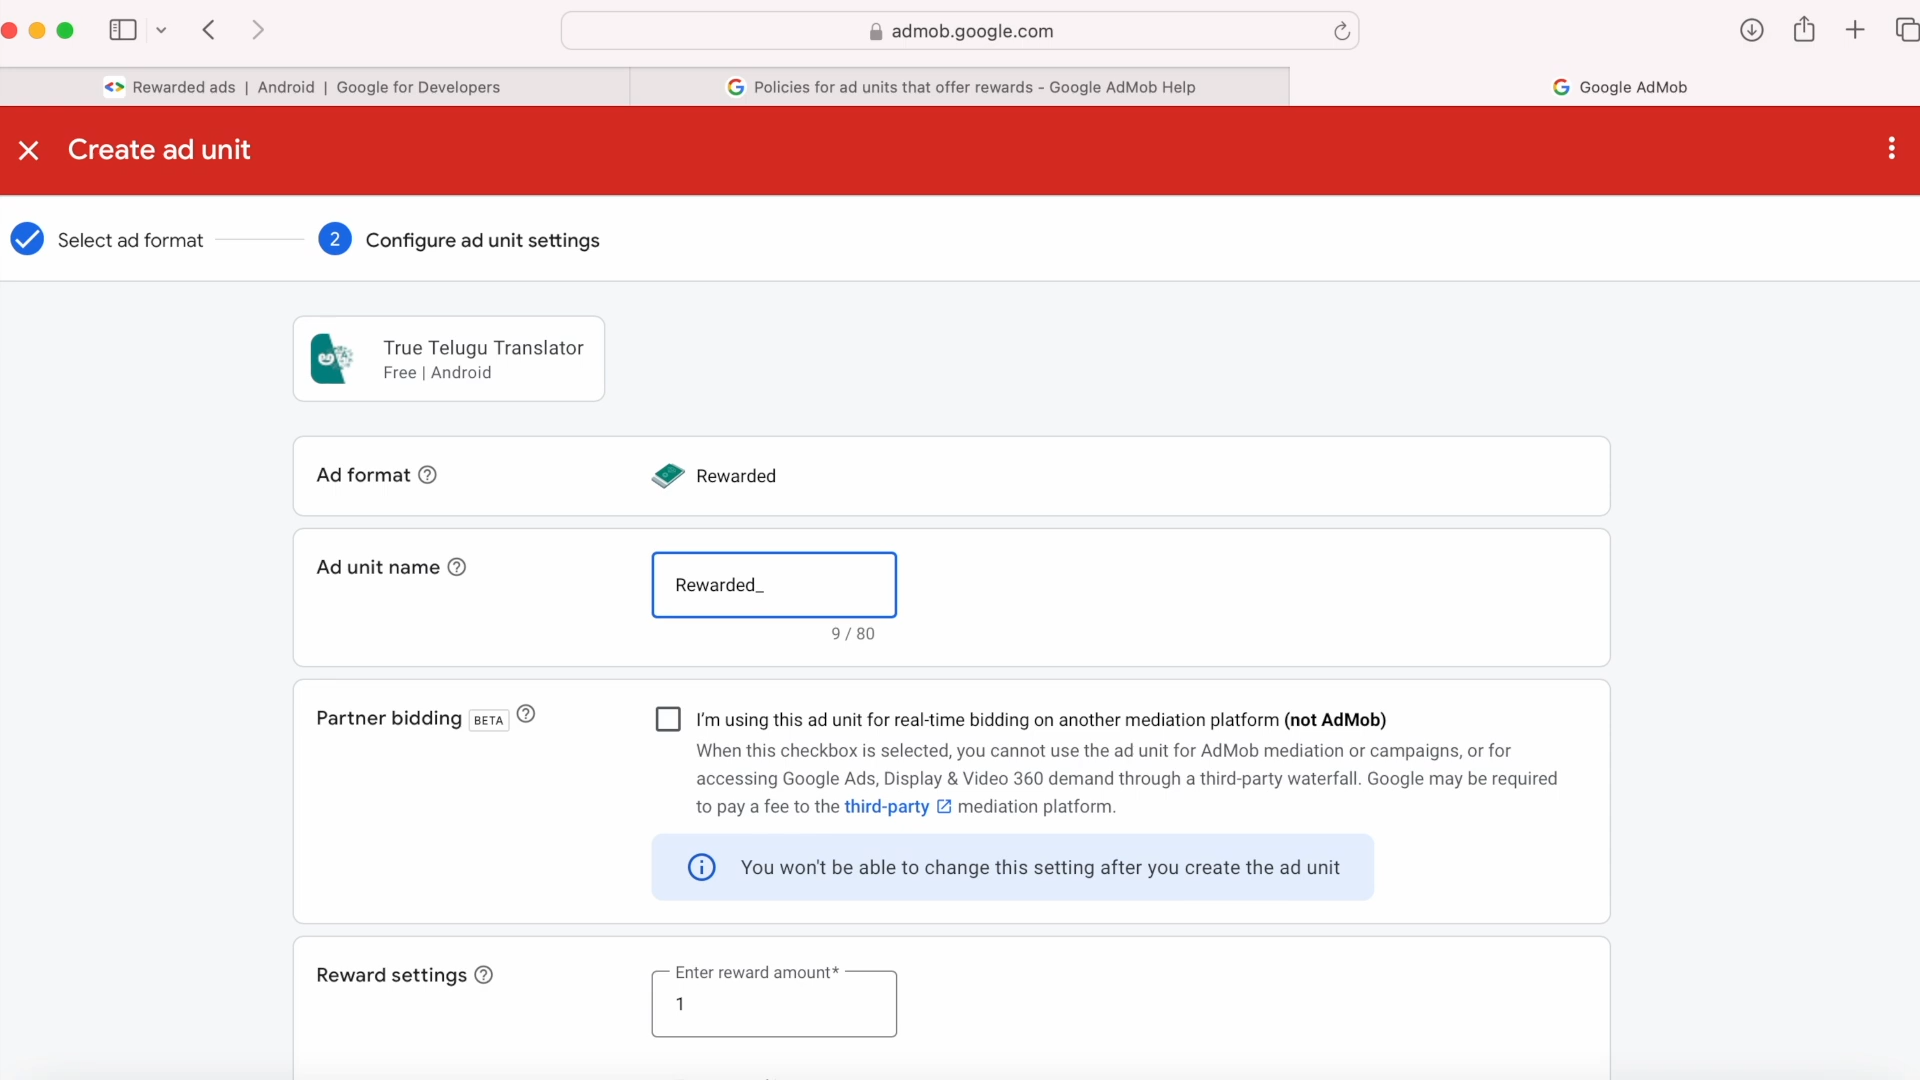 admob.google.com
Rewarded ads | Android | Google for Developers
Policies for ad units that offer rewards - Google AdMob Help
Google AdMob
Create ad unit
Select ad format
2 Configure ad unit settings
True Telugu Translator
Free | Android
Ad format
Rewarded
Ad unit name
Rewarded_
9 / 80
Partner bidding BETA
I'm using this ad unit for real-time bidding on another mediation platform (not AdMob)
When this checkbox is selected, you cannot use the ad unit for AdMob mediation or campaigns, or for
accessing Google Ads, Display & Video 360 demand through a third-party waterfall. Google may be required
to pay a fee to the third-party mediation platform.
You won't be able to change this setting after you create the ad unit
Reward settings
Enter reward amount*
1